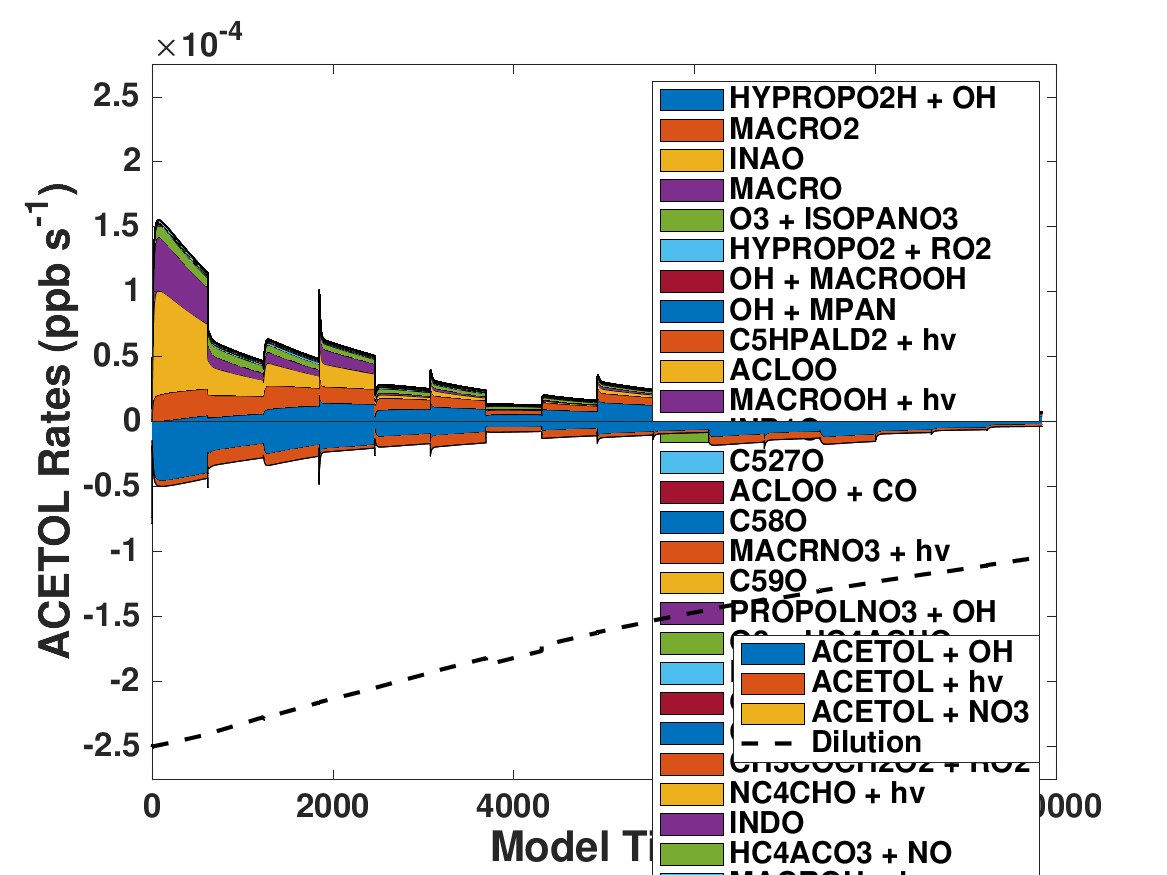 ×10-4
2.5
2
1.5
1
0.5
0
-0.5
-1
-1.5
-2
-2.5
ACETOL Rates (ppb s-1)
0
2000
4000
0000
Model Ti
HYPROPO2H + OH
MACRO2
INAO
MACRO
O3 + ISOPANO3
HYPROPO2 + RO2
OH + MACROOH
OH + MPAN
C5HPALD2 + hv
ACLOO
MACROOH + hv
C527O
ACLOO + CO
C58O
MACRNO3 + hv
C59O
PROPOLNO3 + OH
CH3COCH2O2 + RO2
NC4CHO + hv
INDO
HC4ACO3 + NO
ACETOL + OH
ACETOL + hv
ACETOL + NO3
Dilution